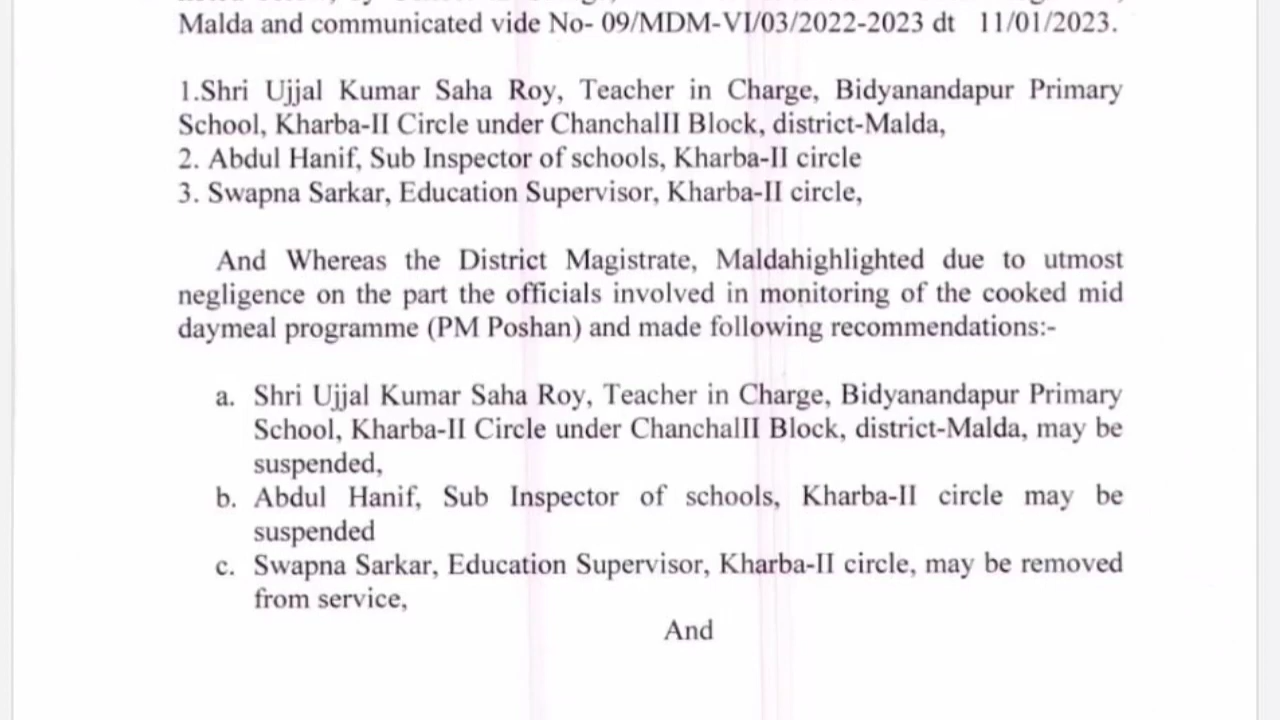 Malda and communicated vide No- 09/MDM-VI/03/2022-2023 dt 11/01/2023.
1.Shri Ujjal Kumar Saha Roy, Teacher in Charge, Bidyanandapur Primary
School, Kharba-II Circle under ChanchalII Block, district-Malda,
2. Abdul Hanif, Sub Inspector of schools, Kharba-II circle
3. Swapna Sarkar, Education Supervisor, Kharba-II circle,
And Whereas the District Magistrate, Maldahighlighted due to utmost
negligence on the part the officials involved in monitoring of the cooked mid
daymeal programme (PM Poshan) and made following recommendations:-
a. Shri Ujjal Kumar Saha Roy, Teacher in Charge, Bidyanandapur Primary
School, Kharba-II Circle under ChanchalII Block, district-Malda, may be
suspended,
b. Abdul Hanif, Sub Inspector of schools, Kharba-II circle may be
suspended
c. Swapna Sarkar, Education Supervisor, Kharba-II circle, may be removed
from service,
And